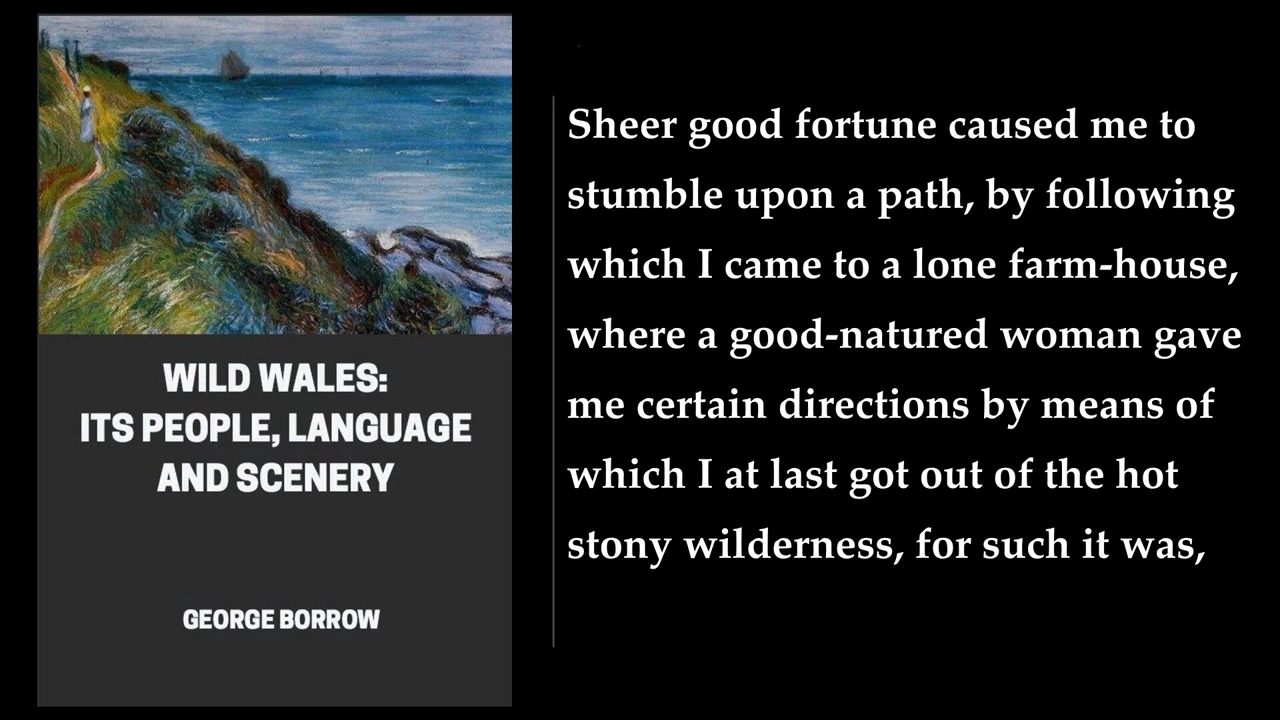 WILD WALES:
ITS PEOPLE, LANGUAGE
AND SCENERY
GEORGE BORROW
Sheer good fortune caused me to
stumble upon a path, by following
which I came to a lone farm-house,
where a good-natured woman gave
me certain directions by means of
which I at last got out of the hot
stony wilderness, for such it was,